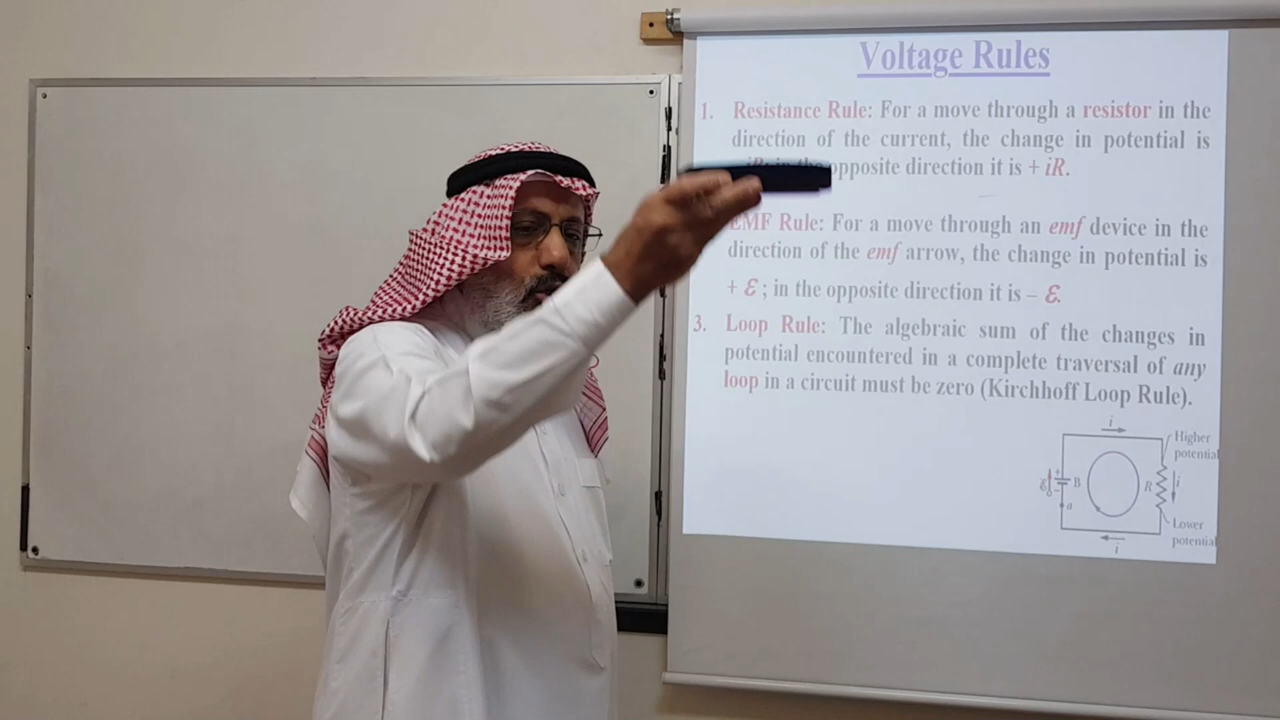 Voltage Rules
1. Resistance Rule: For a move through a resistor in the
direction of the current, the change in potential is
opposite direction it is + iR.
EMF Rule: For a move through an emf device in the
direction of the emf arrow, the change in potential is
+ ℰ ; in the opposite direction it is – ℰ.
3. Loop Rule: The algebraic sum of the changes in
potential encountered in a complete traversal of any
loop in a circuit must be zero (Kirchhoff Loop Rule).
i
Higher
potential
+
ℰ
B
R
i
–
a
Lower
potential
i